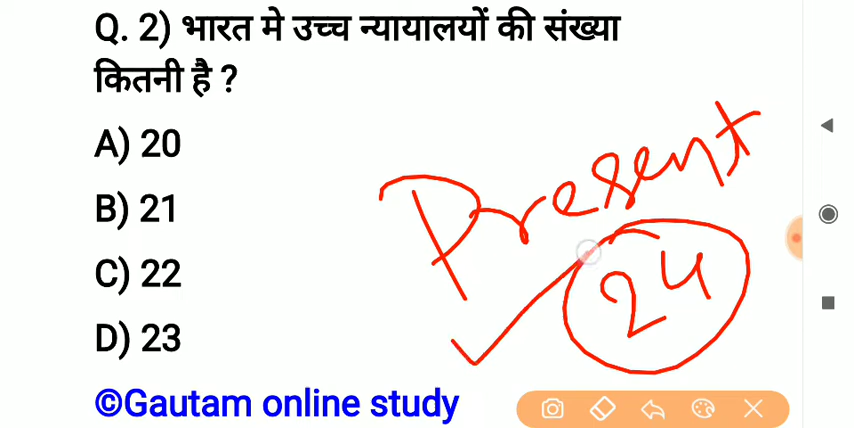 Q. 2) भारत मे उच्च न्यायालयों की संख्या
कितनी है ?
A) 20
B) 21
C) 22
D) 23
Present
24
©Gautam online study